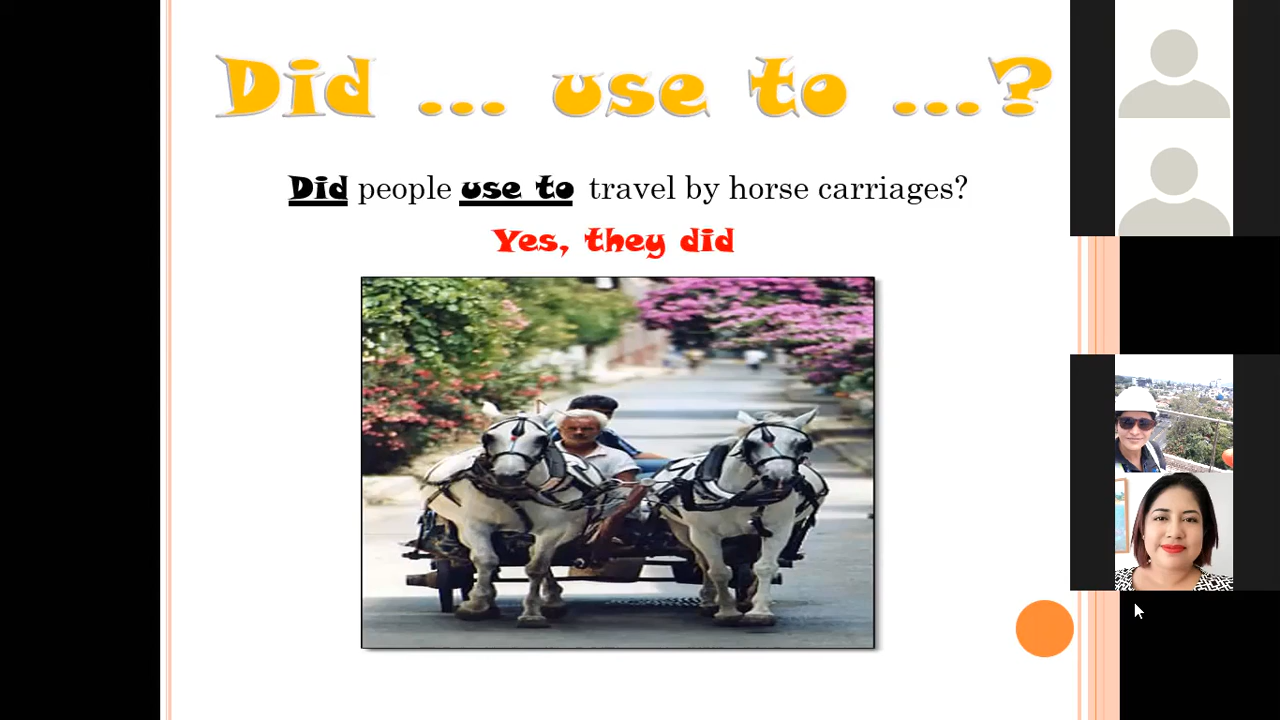 Did ... use to ...?
Did people use to travel by horse carriages?
Yes, they did